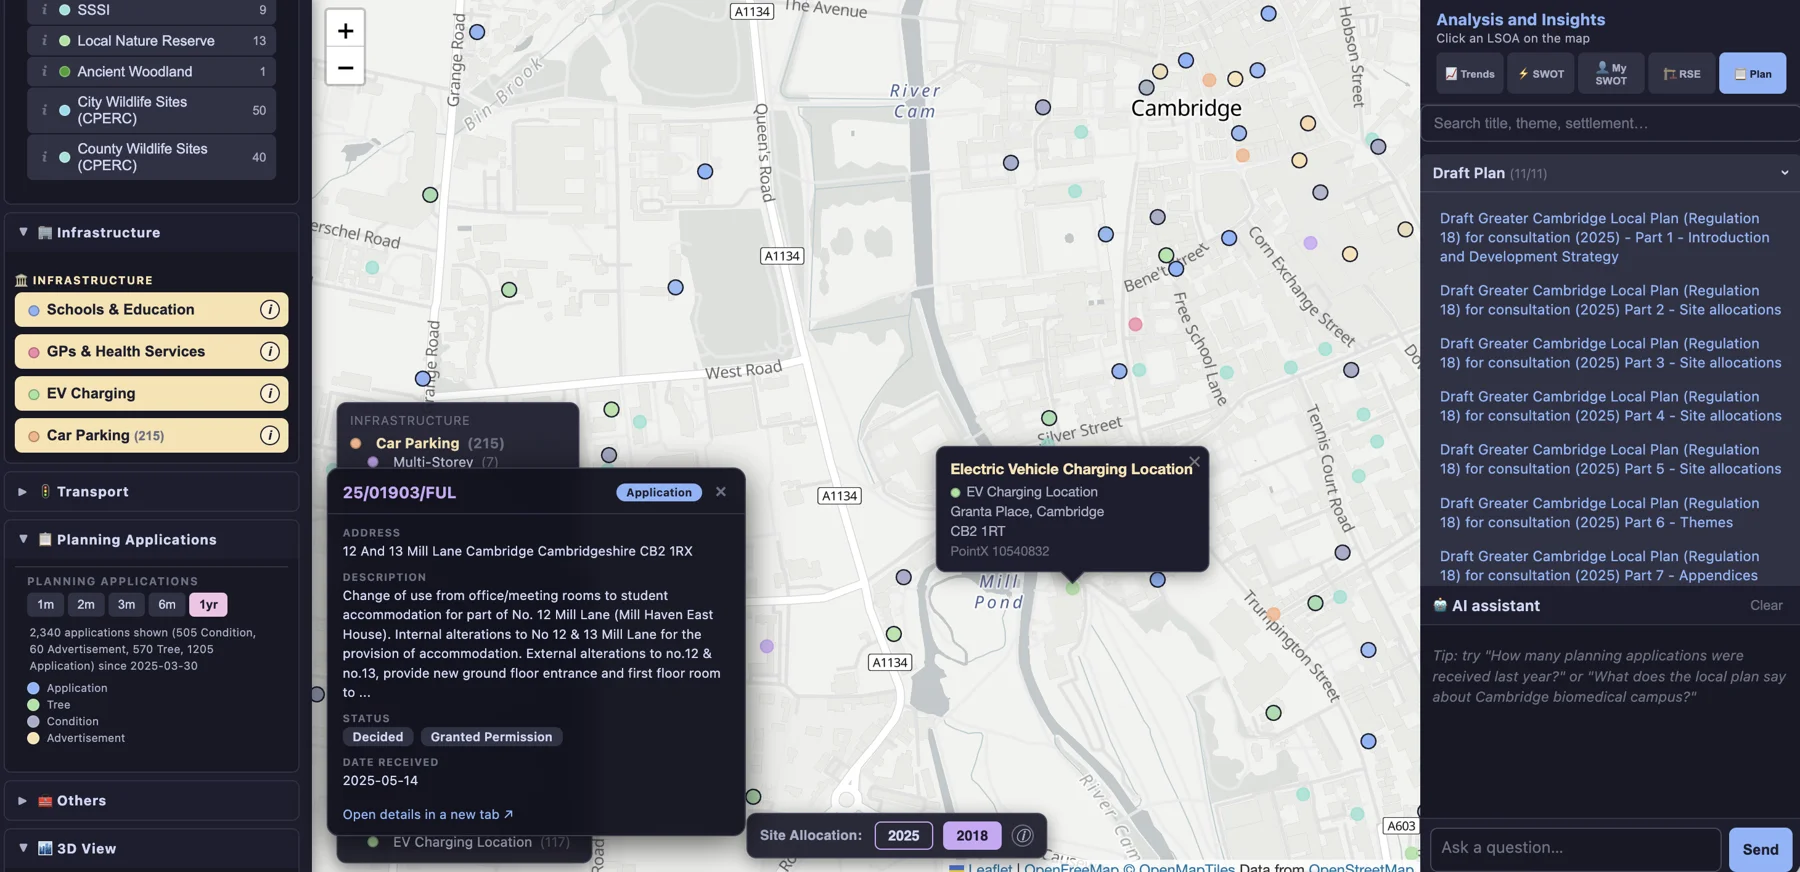 SSSI 9
Local Nature Reserve 13
Ancient Woodland 1
City Wildlife Sites
(CPERC) 50
County Wildlife Sites
(CPERC) 40
▼ Infrastructure
INFRASTRUCTURE
Schools & Education i
GPs & Health Services i
EV Charging i
Car Parking (215) i
▶ Transport
▼ Planning Applications
PLANNING APPLICATIONS
1m 2m 3m 6m 1yr
2,340 applications shown (505 Condition,
60 Advertisement, 570 Tree, 1205
Application) since 2025-03-30
Application
Tree
Condition
Advertisement
▶ Others
▼ 3D View
+
−
A1134
The Avenue
Grange Road
Bin-Brook
Queen's Road
River
Cam
Hobson Street
Cambridge
erschel Road
A1134
Bene't Street
Corn Exchange Street
Free School Lane
West Road
range Road
Silver Street
Tennis Court Road
Do
A1134
Mill
Pond
Trumpington Street
A1134
River Cam
A603
Road
INFRASTRUCTURE
Car Parking (215)
Multi-Storey (7)
25/01903/FUL Application ×
ADDRESS
12 And 13 Mill Lane Cambridge Cambridgeshire CB2 1RX
DESCRIPTION
Change of use from office/meeting rooms to student
accommodation for part of No. 12 Mill Lane (Mill Haven East
House). Internal alterations to No 12 & 13 Mill Lane for the
provision of accommodation. External alterations to no.12 &
no.13, provide new ground floor entrance and first floor room
to ...
STATUS
Decided Granted Permission
DATE RECEIVED
2025-05-14
Open details in a new tab ↗
EV Charging Location (117)
Electric Vehicle Charging Location ×
EV Charging Location
Granta Place, Cambridge
CB2 1RT
PointX 10540832
Site Allocation: 2025 2018 i
Leaflet | OpenFreeMap © OpenMapTiles Data from OpenStreetMap
Analysis and Insights
Click an LSOA on the map
Trends
SWOT
My
SWOT
RSE
Plan
Search title, theme, settlement…
Draft Plan (11/11)
Draft Greater Cambridge Local Plan (Regulation
18) for consultation (2025) - Part 1 - Introduction
and Development Strategy
Draft Greater Cambridge Local Plan (Regulation
18) for consultation (2025) Part 2 - Site allocations
Draft Greater Cambridge Local Plan (Regulation
18) for consultation (2025) Part 3 - Site allocations
Draft Greater Cambridge Local Plan (Regulation
18) for consultation (2025) Part 4 - Site allocations
Draft Greater Cambridge Local Plan (Regulation
18) for consultation (2025) Part 5 - Site allocations
Draft Greater Cambridge Local Plan (Regulation
18) for consultation (2025) Part 6 - Themes
Draft Greater Cambridge Local Plan (Regulation
18) for consultation (2025) Part 7 - Appendices
AI assistant Clear
Tip: try "How many planning applications were
received last year?" or "What does the local plan say
about Cambridge biomedical campus?"
Ask a question…
Send